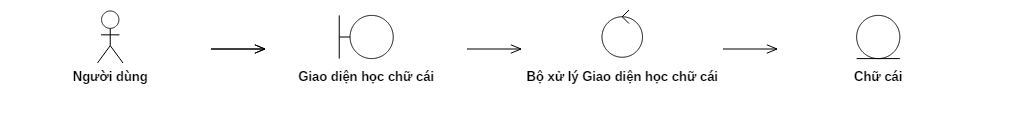 Người dùng
Giao diện học chữ cái
Bộ xử lý Giao diện học chữ cái
Chữ cái